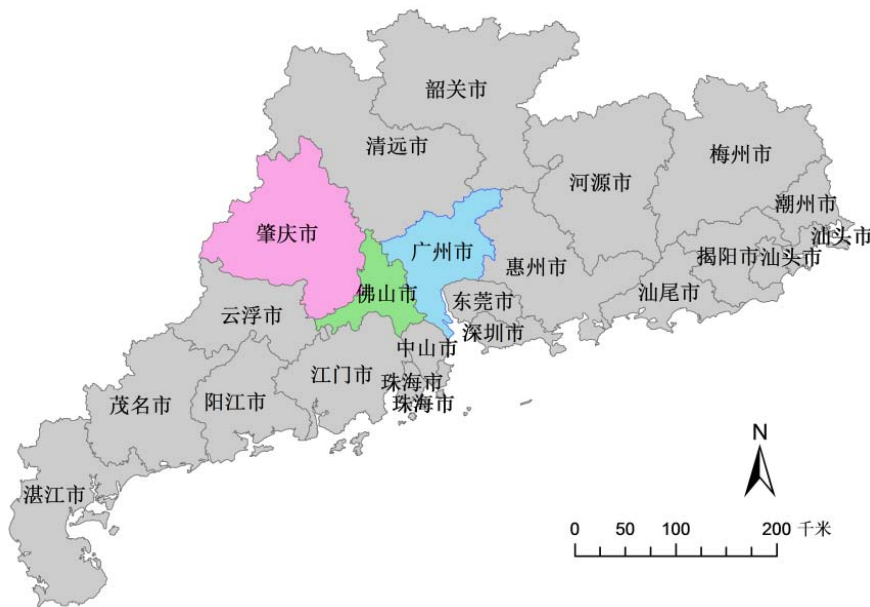 韶关市
清远市
梅州市
河源市
潮州市
肇庆市
汕头市
广州市
揭阳市
汕头市
惠州市
佛山市
东莞市
汕尾市
云浮市
深圳市
中山市
江门市
珠海市
茂名市
阳江市
珠海市
湛江市
N
0 50 100 200 千米